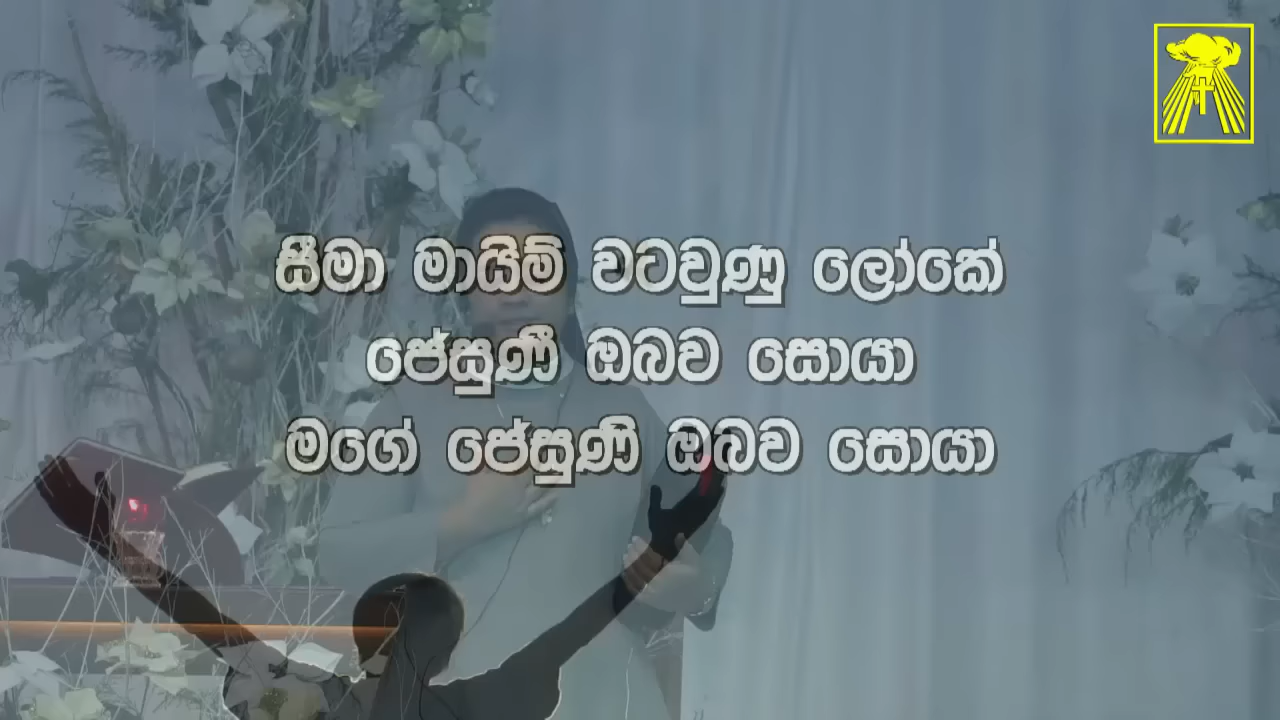 සීමා මායිම් වටවුණු ලෝකේ
ජේසුණී ඔබව සොයා
මගේ ජේසුණි ඔබව සොයා